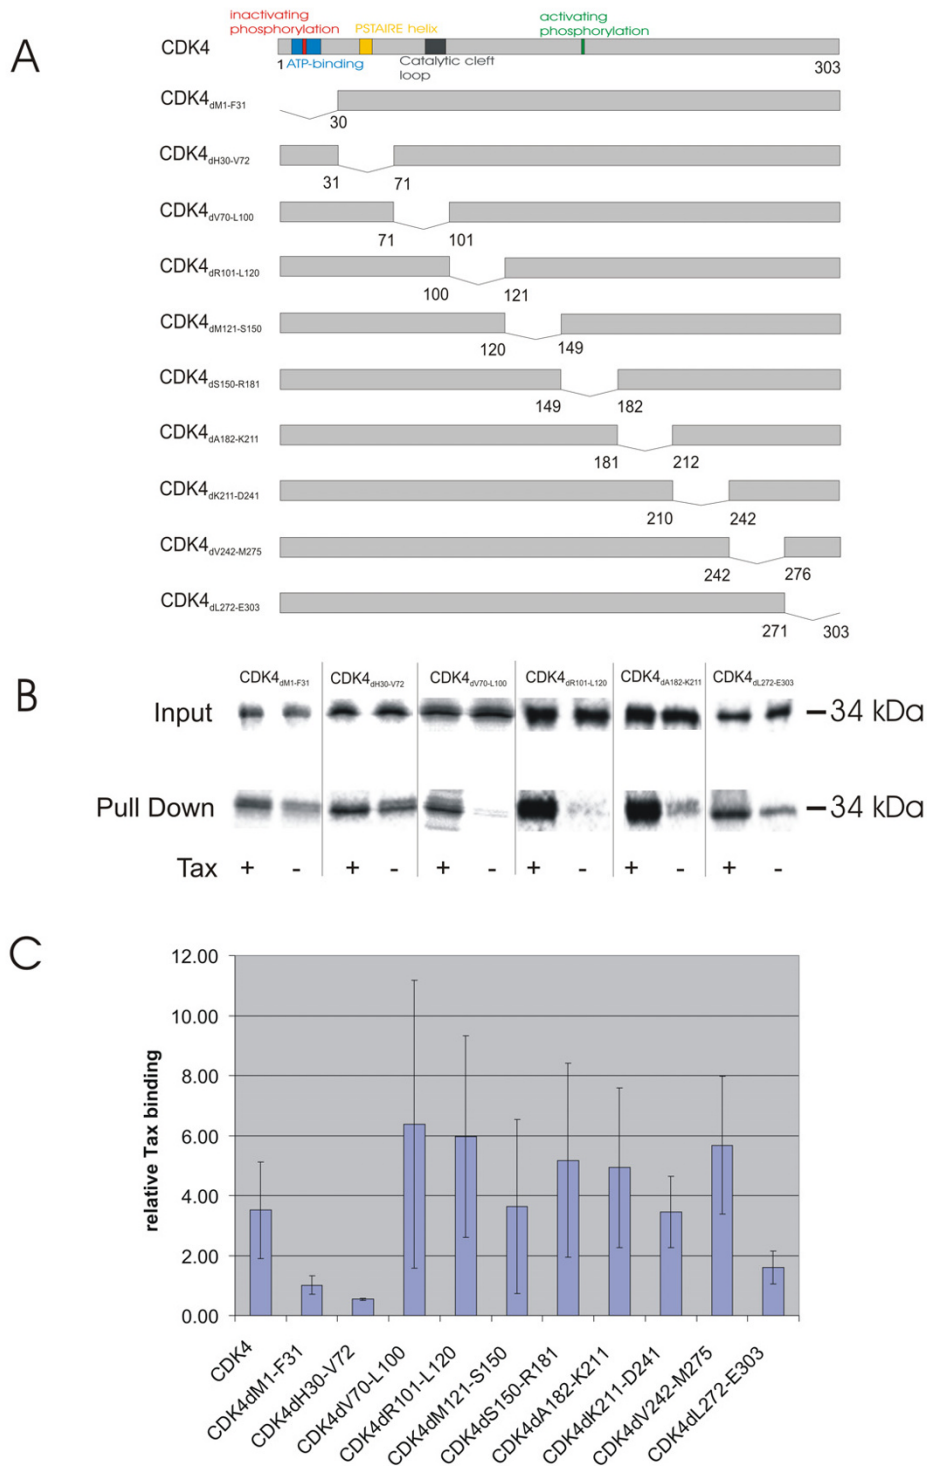 A
inactivating
phosphorylation
PSTAIRE helix
activating
phosphorylation
CDK4
1
ATP-binding
Catalytic cleft
loop
303
CDK4dM1-F31
30
CDK4dH30-V72
31 71
CDK4dV70-L100
71 101
CDK4dR101-L120
100 121
CDK4dM121-S150
120 149
CDK4dS150-R181
149 182
CDK4dA182-K211
181 212
CDK4dK211-D241
210 242
CDK4dV242-M275
242 276
CDK4dL272-E303
271 303
B
CDK4dM1-F31 CDK4dH30-V72 CDK4dV70-L100 CDK4dR101-L120 CDK4dA182-K211 CDK4dL272-E303
Input
34 kDa
Pull Down
34 kDa
Tax + - + - + - + - + - + -
C
relative Tax binding
12.00
10.00
8.00
6.00
4.00
2.00
0.00
CDK4
CDK4dM1-F31
CDK4dH30-V72
CDK4dV70-L100
CDK4dR101-L120
CDK4dM121-S150
CDK4dS150-R181
CDK4dA182-K211
CDK4dK211-D241
CDK4dV242-M275
CDK4dL272-E303